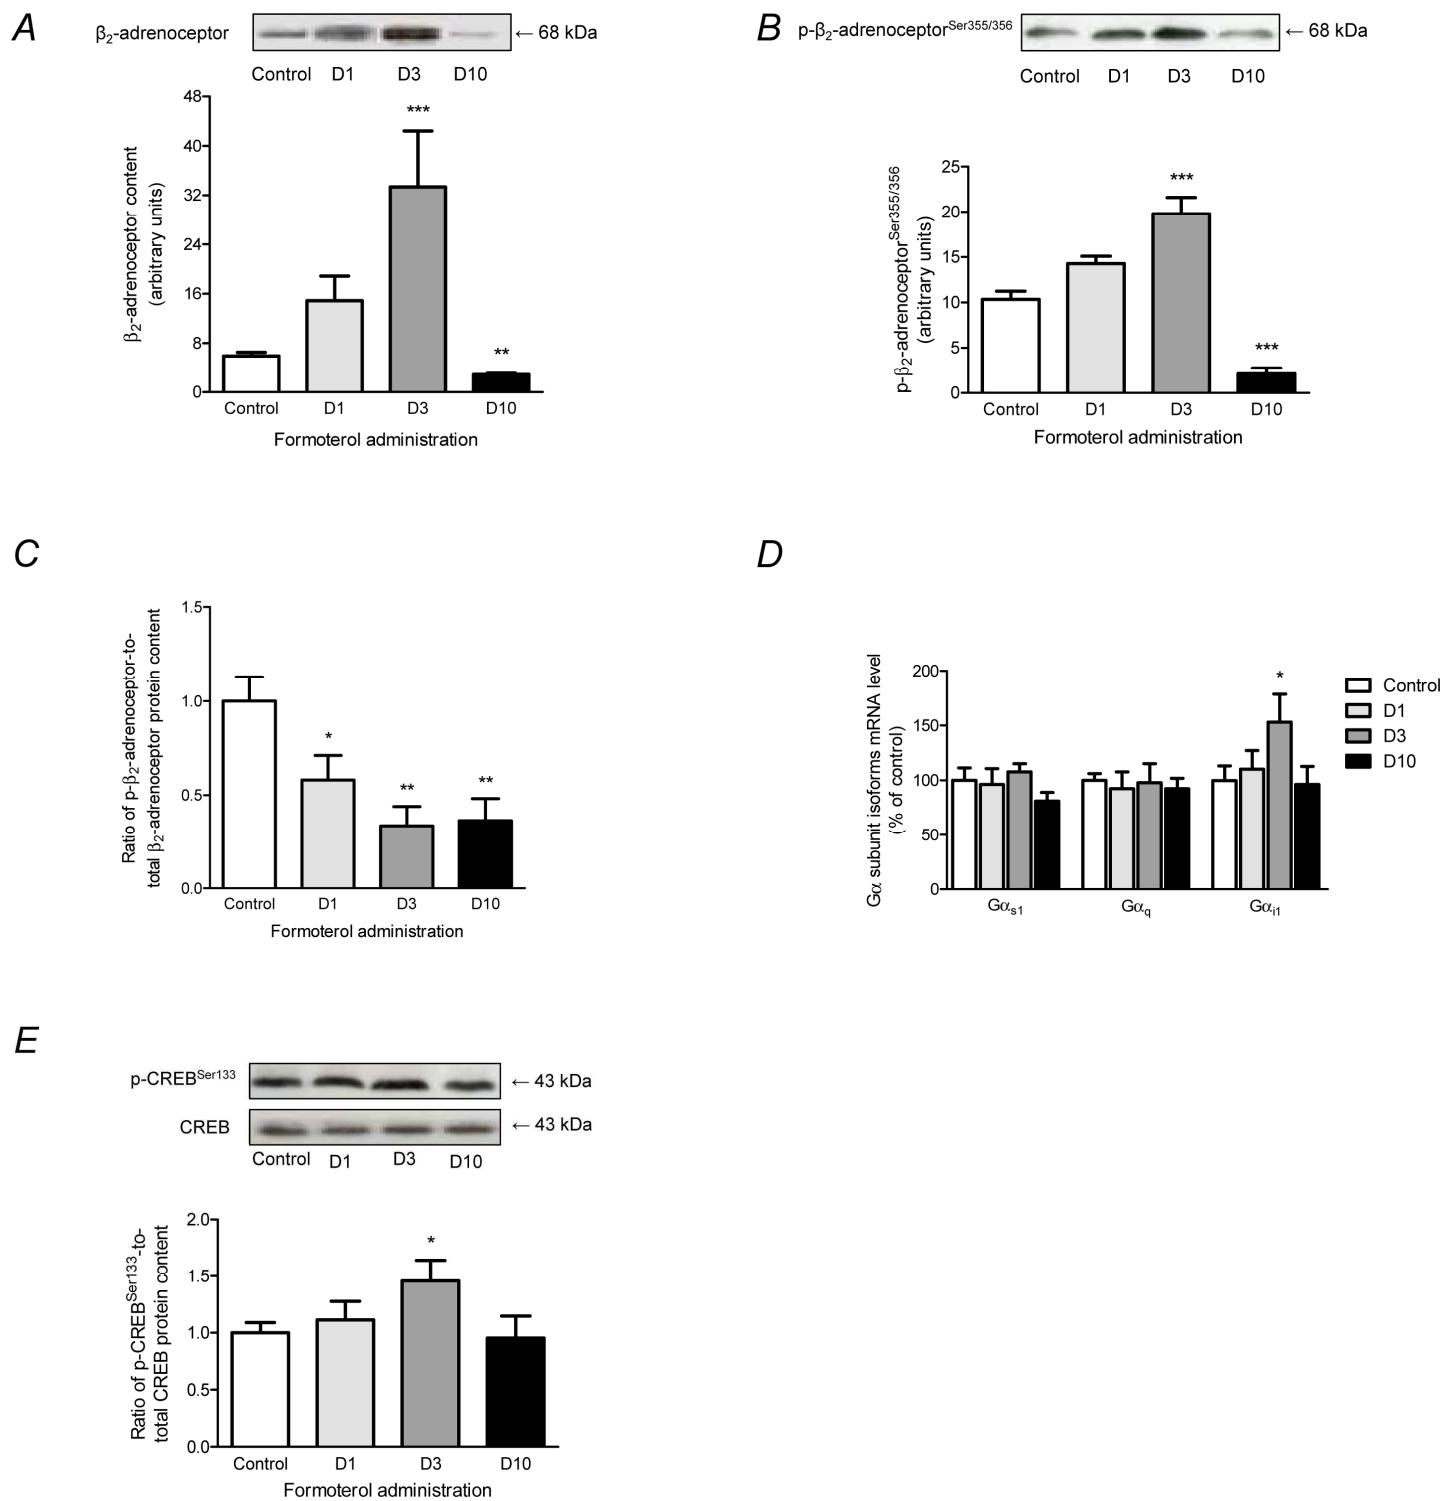 A
β2-adrenoceptor
← 68 kDa
Control D1 D3 D10
β2-adrenoceptor content
(arbitrary units)
48
40
32
24
16
8
0
***
**
Control D1 D3 D10
Formoterol administration
B
p-β2-adrenoceptorSer355/356
← 68 kDa
Control D1 D3 D10
p-β2-adrenoceptorSer355/356
(arbitrary units)
25
20
15
10
5
0
***
***
Control D1 D3 D10
Formoterol administration
C
Ratio of p-β2-adrenoceptor-to-
total β2-adrenoceptor protein content
1.5
1.0
0.5
0.0
*
**
**
Control D1 D3 D10
Formoterol administration
D
Gα subunit isoforms mRNA level
(% of control)
200
150
100
50
0
*
Gαs1 Gαq Gαi1
Control
D1
D3
D10
E
p-CREBSer133
← 43 kDa
CREB
← 43 kDa
Control D1 D3 D10
Ratio of p-CREBSer133-to-
total CREB protein content
2.0
1.5
1.0
0.5
0.0
*
Control D1 D3 D10
Formoterol administration